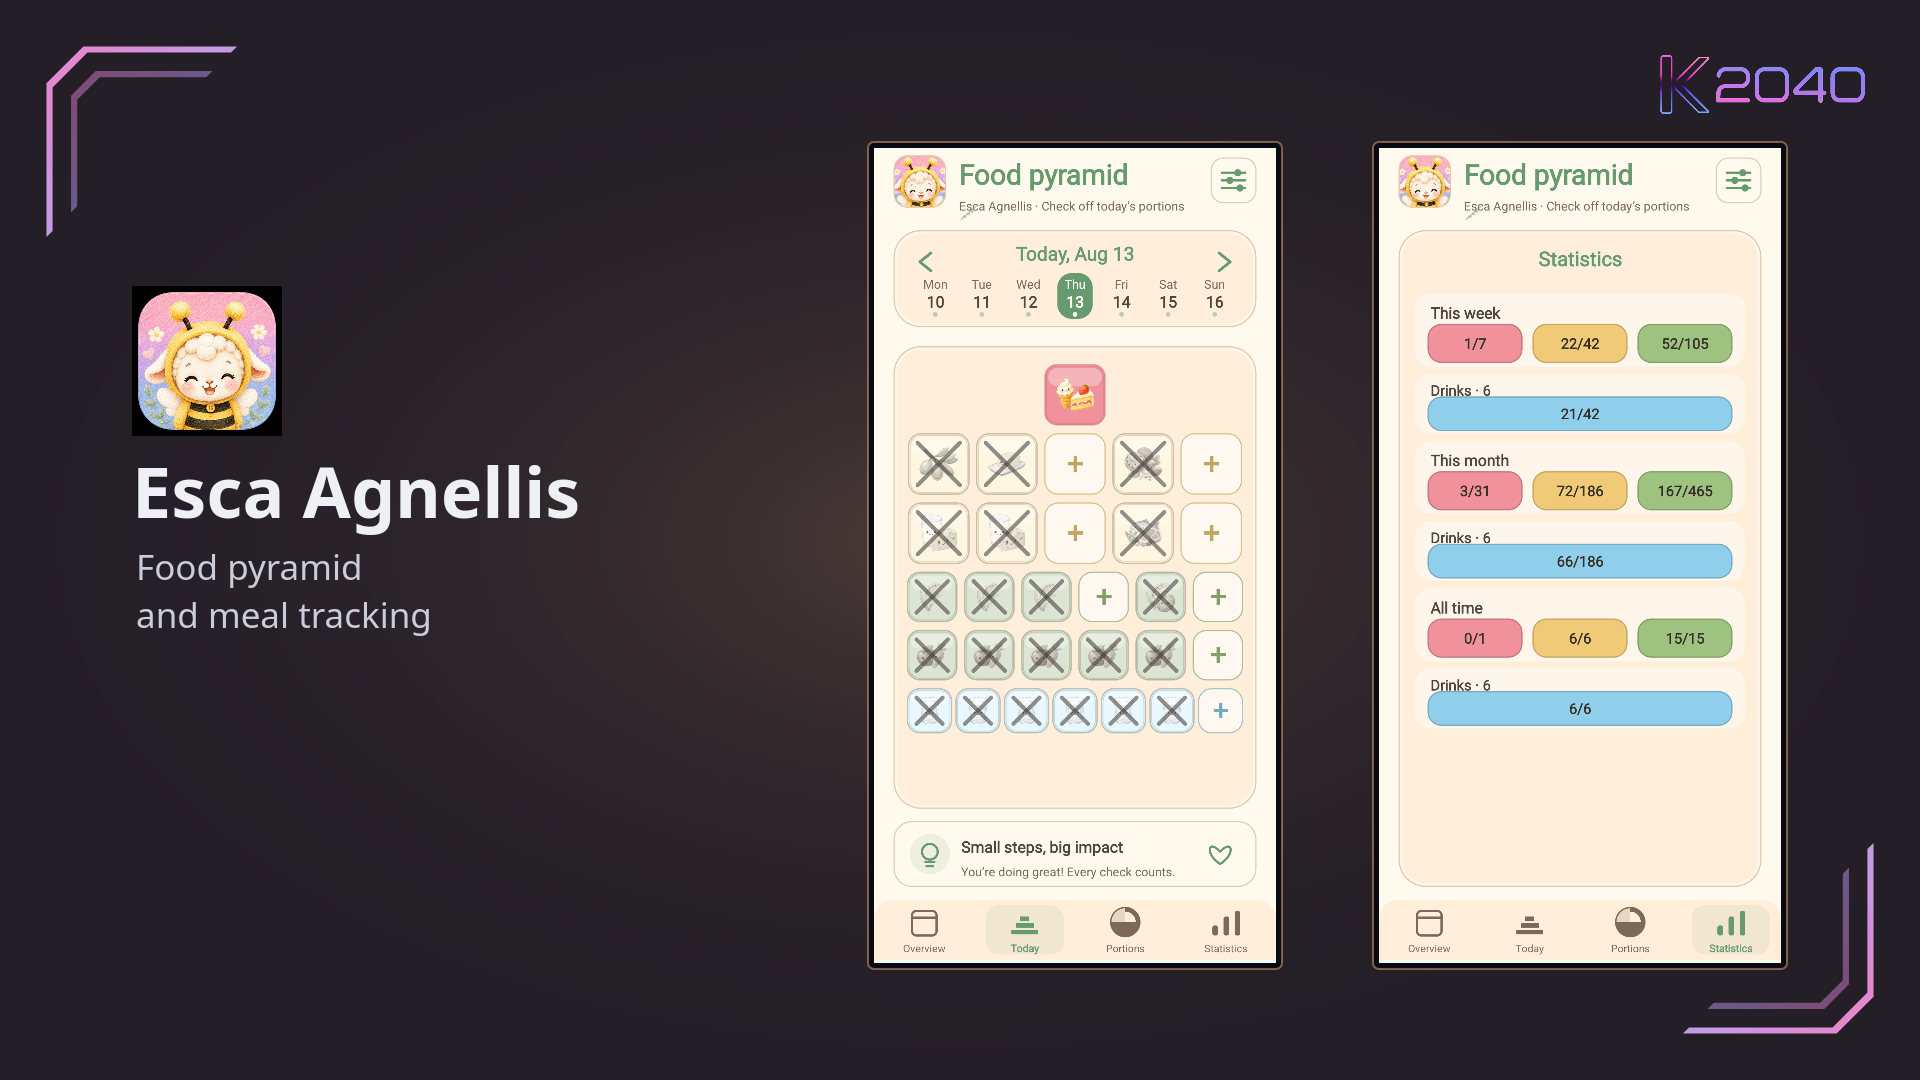 K2040
Esca Agnellis
Food pyramid
and meal tracking
Food pyramid
Esca Agnellis · Check off today's portions
Today, Aug 13
Mon Tue Wed Thu Fri Sat Sun
10 11 12 13 14 15 16
+ +
+ +
+ +
+
+
Small steps, big impact
You're doing great! Every check counts.
Overview Today Portions Statistics
Food pyramid
Esca Agnellis · Check off today's portions
Statistics
This week
1/7 22/42 52/105
Drinks · 6
21/42
This month
3/31 72/186 167/465
Drinks · 6
66/186
All time
0/1 6/6 15/15
Drinks · 6
6/6
Overview Today Portions Statistics